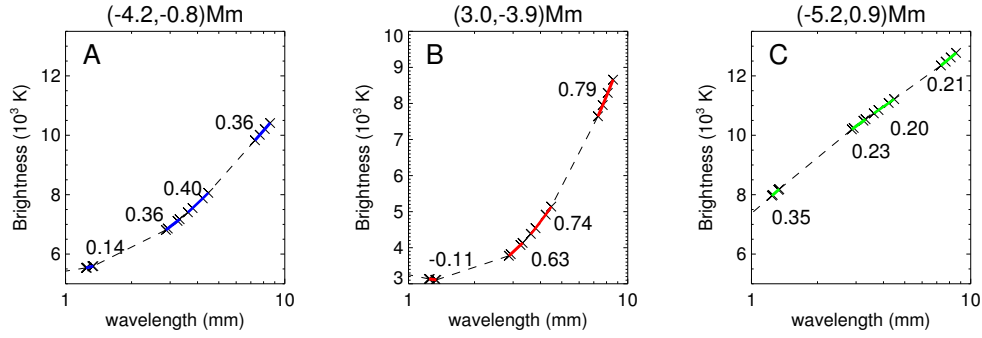 (-4.2,-0.8)Mm
A
Brightness (10³ K)
12
10
8
6
0.36
0.40
0.36
0.14
1
10
wavelength (mm)
(3.0,-3.9)Mm
B
Brightness (10³ K)
10
9
8
7
6
5
4
3
0.79
0.74
0.63
-0.11
1
10
wavelength (mm)
(-5.2,0.9)Mm
C
Brightness (10³ K)
12
10
8
6
0.21
0.20
0.23
0.35
1
10
wavelength (mm)